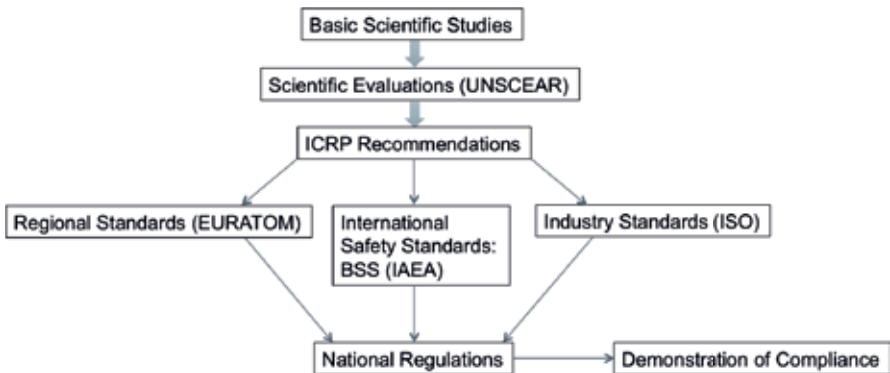 Basic Scientific Studies
Scientific Evaluations (UNSCEAR)
ICRP Recommendations
Regional Standards (EURATOM)
International
Safety Standards:
BSS (IAEA)
Industry Standards (ISO)
National Regulations
Demonstration of Compliance